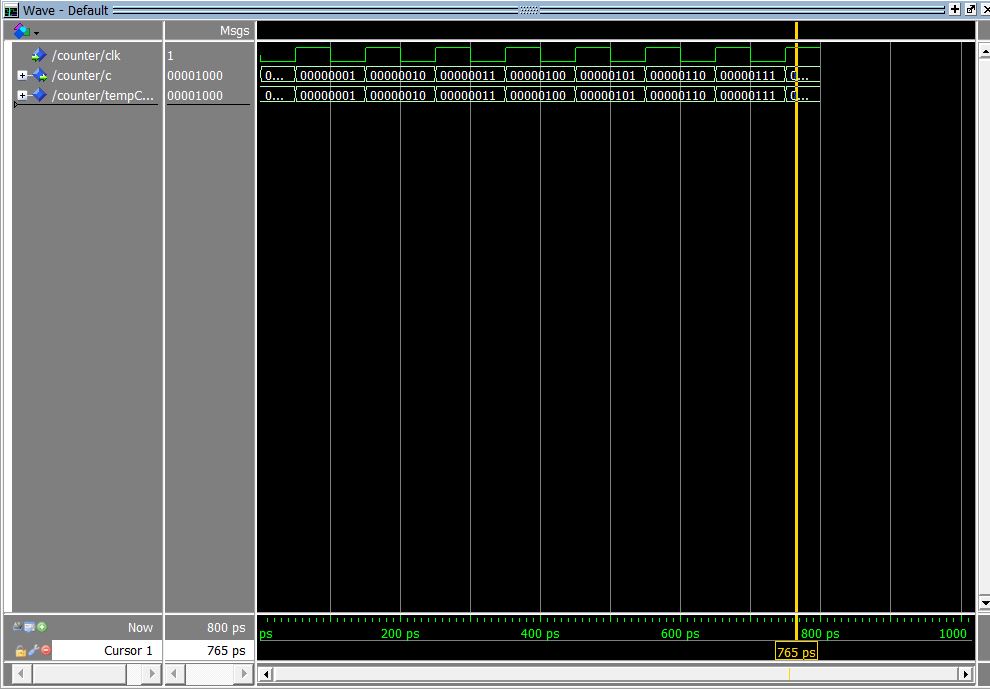 Wave - Default
Msgs
/counter/clk 1
/counter/c 00001000 0... 00000001 00000010 00000011 00000100 00000101 00000110 00000111 0...
/counter/tempC... 00001000 0... 00000001 00000010 00000011 00000100 00000101 00000110 00000111 0...
Now 800 ps ps 200 ps 400 ps 600 ps 800 ps 1000
Cursor 1 765 ps 765 ps